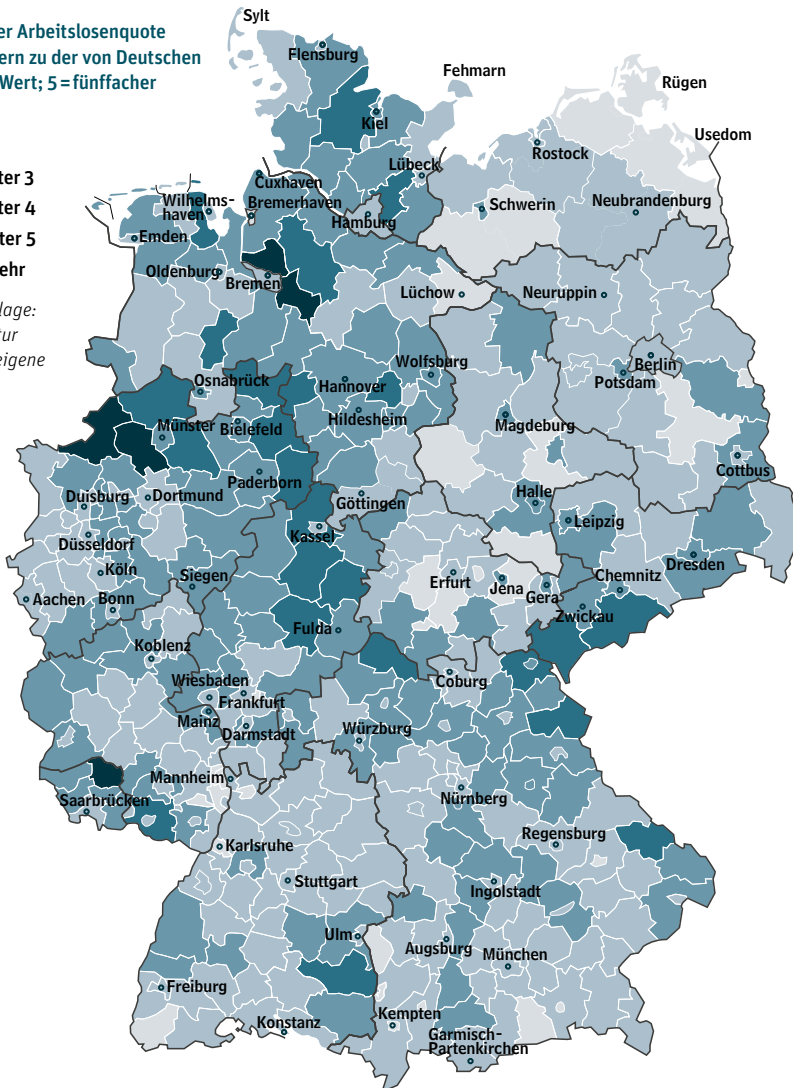 er Arbeitslosenquote
ern zu der von Deutschen
Wert; 5=fünffacher
ter 3
ter 4
ter 5
ehr
lage:
tur
eigene
Sylt
Flensburg
Fehmarn
Rügen
Kiel
Usedom
Rostock
Lübeck
Cuxhaven
Wilhelms-
haven
Bremerhaven
Schwerin
Neubrandenburg
Hamburg
Emden
Oldenburg
Bremen
Lüchow
Neuruppin
Wolfsburg
Berlin
Osnabrück
Hannover
Potsdam
Hildesheim
Münster
Bielefeld
Magdeburg
Cottbus
Paderborn
Duisburg
Dortmund
Göttingen
Halle
Leipzig
Düsseldorf
Kassel
Dresden
Köln
Siegen
Erfurt
Jena
Gera
Chemnitz
Aachen
Bonn
Zwickau
Fulda
Koblenz
Coburg
Wiesbaden
Frankfurt
Mainz
Darmstadt
Würzburg
Mannheim
Saarbrücken
Nürnberg
Regensburg
Karlsruhe
Stuttgart
Ingolstadt
Ulm
Augsburg
München
Freiburg
Kempten
Konstanz
Garmisch-
Partenkirchen